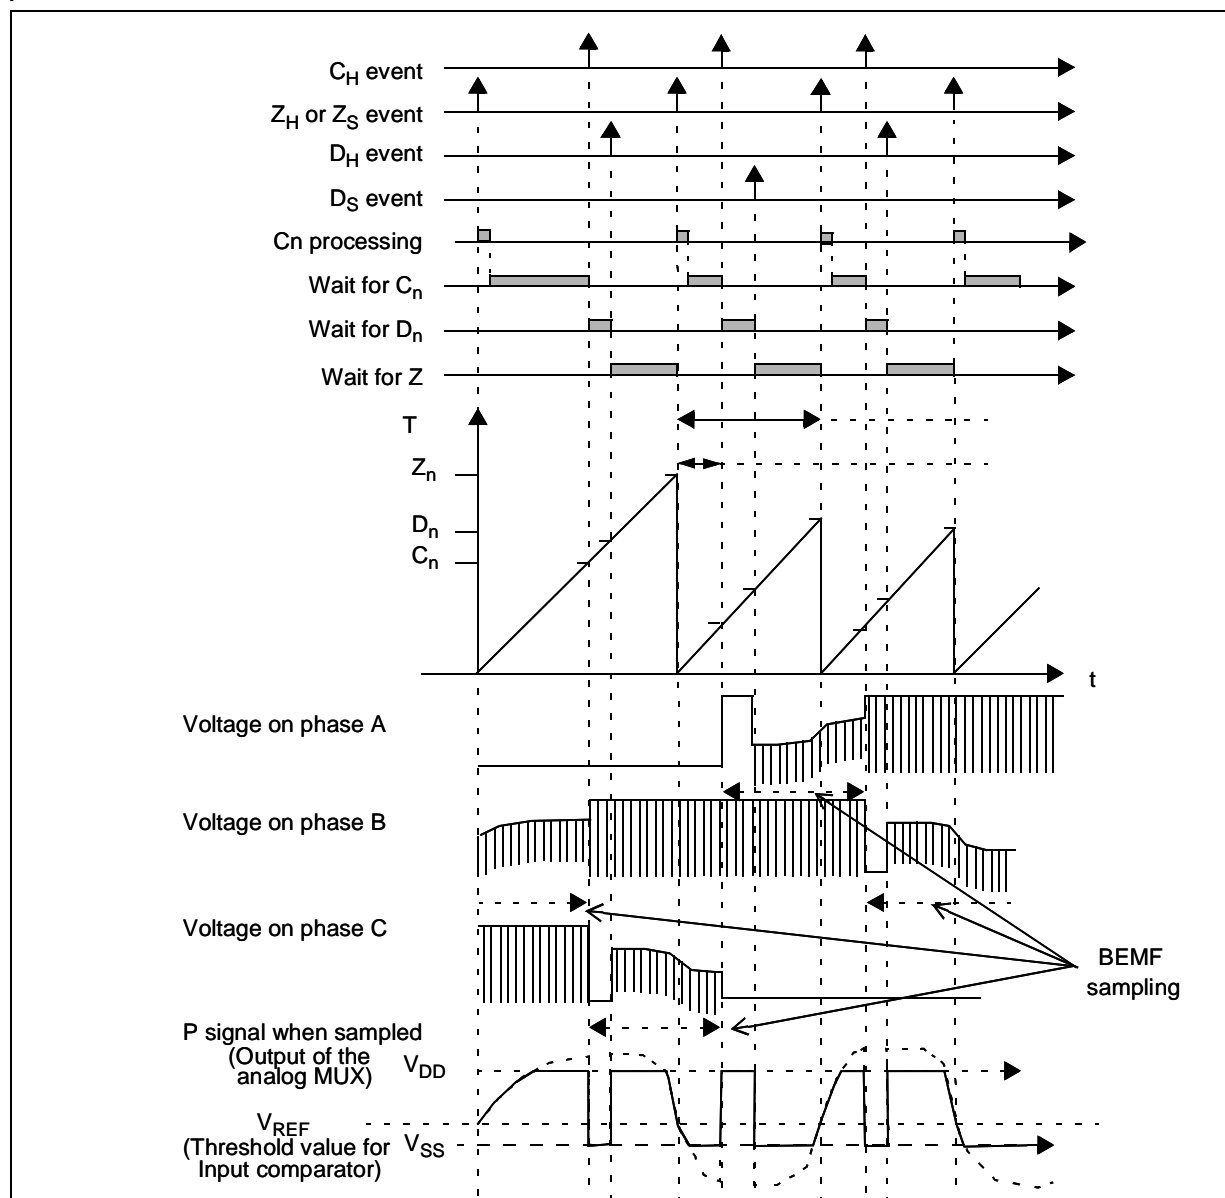 C_H event
Z_H or Z_S event
D_H event
D_S event
Cn processing
Wait for C_n
Wait for D_n
Wait for Z
T
Z_n
D_n
C_n
t
Voltage on phase A
Voltage on phase B
Voltage on phase C
BEMF
sampling
P signal when sampled
(Output of the
analog MUX)
V_DD
V_REF
(Threshold value for
Input comparator)
V_SS